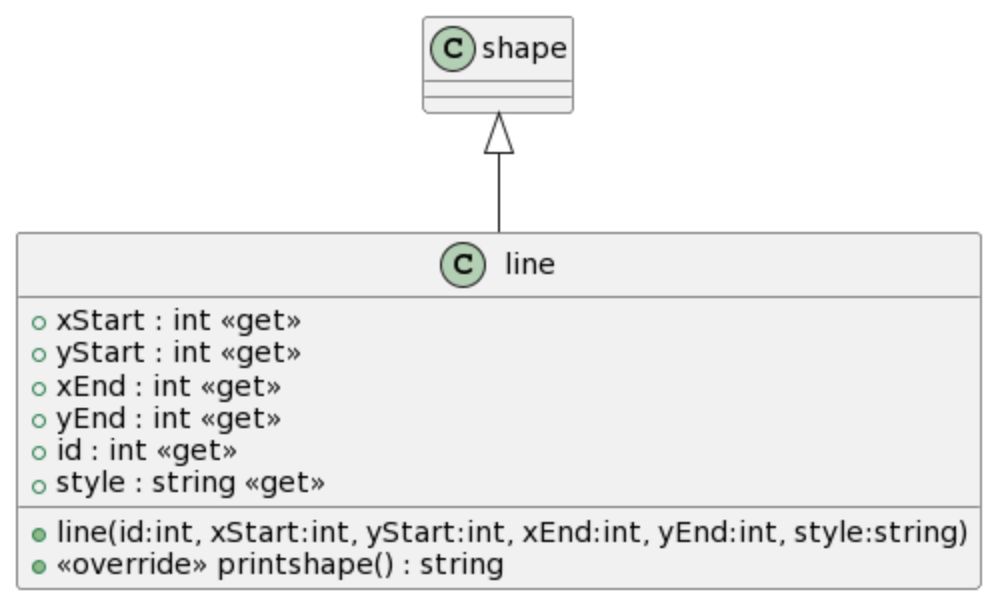 C shape
C line
xStart : int «get»
yStart : int «get»
xEnd : int «get»
yEnd : int «get»
id : int «get»
style : string «get»
line(id:int, xStart:int, yStart:int, xEnd:int, yEnd:int, style:string)
«override» printshape() : string